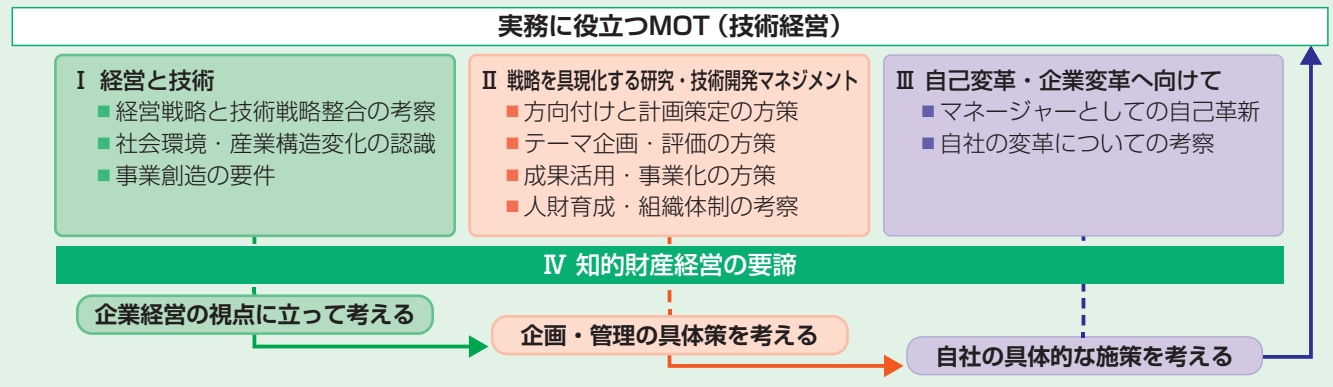 実務に役立つMOT（技術経営）
Ⅰ 経営と技術
■経営戦略と技術戦略整合の考察
■社会環境・産業構造変化の認識
■事業創造の要件
Ⅱ 戦略を具現化する研究・技術開発マネジメント
■方向付けと計画策定の方策
■テーマ企画・評価の方策
■成果活用・事業化の方策
■人財育成・組織体制の考察
Ⅲ 自己変革・企業変革へ向けて
■マネージャーとしての自己革新
■自社の変革についての考察
Ⅳ 知的財産経営の要諦
企業経営の視点に立って考える
企画・管理の具体策を考える
自社の具体的な施策を考える